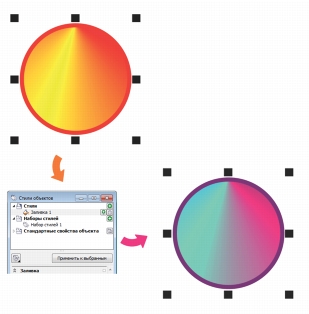 Стили объектов
Стили
Заливка 1
Наборы стилей
Набор стилей 1
Стандартные свойства объекта
Применить к выбранным
Заливка